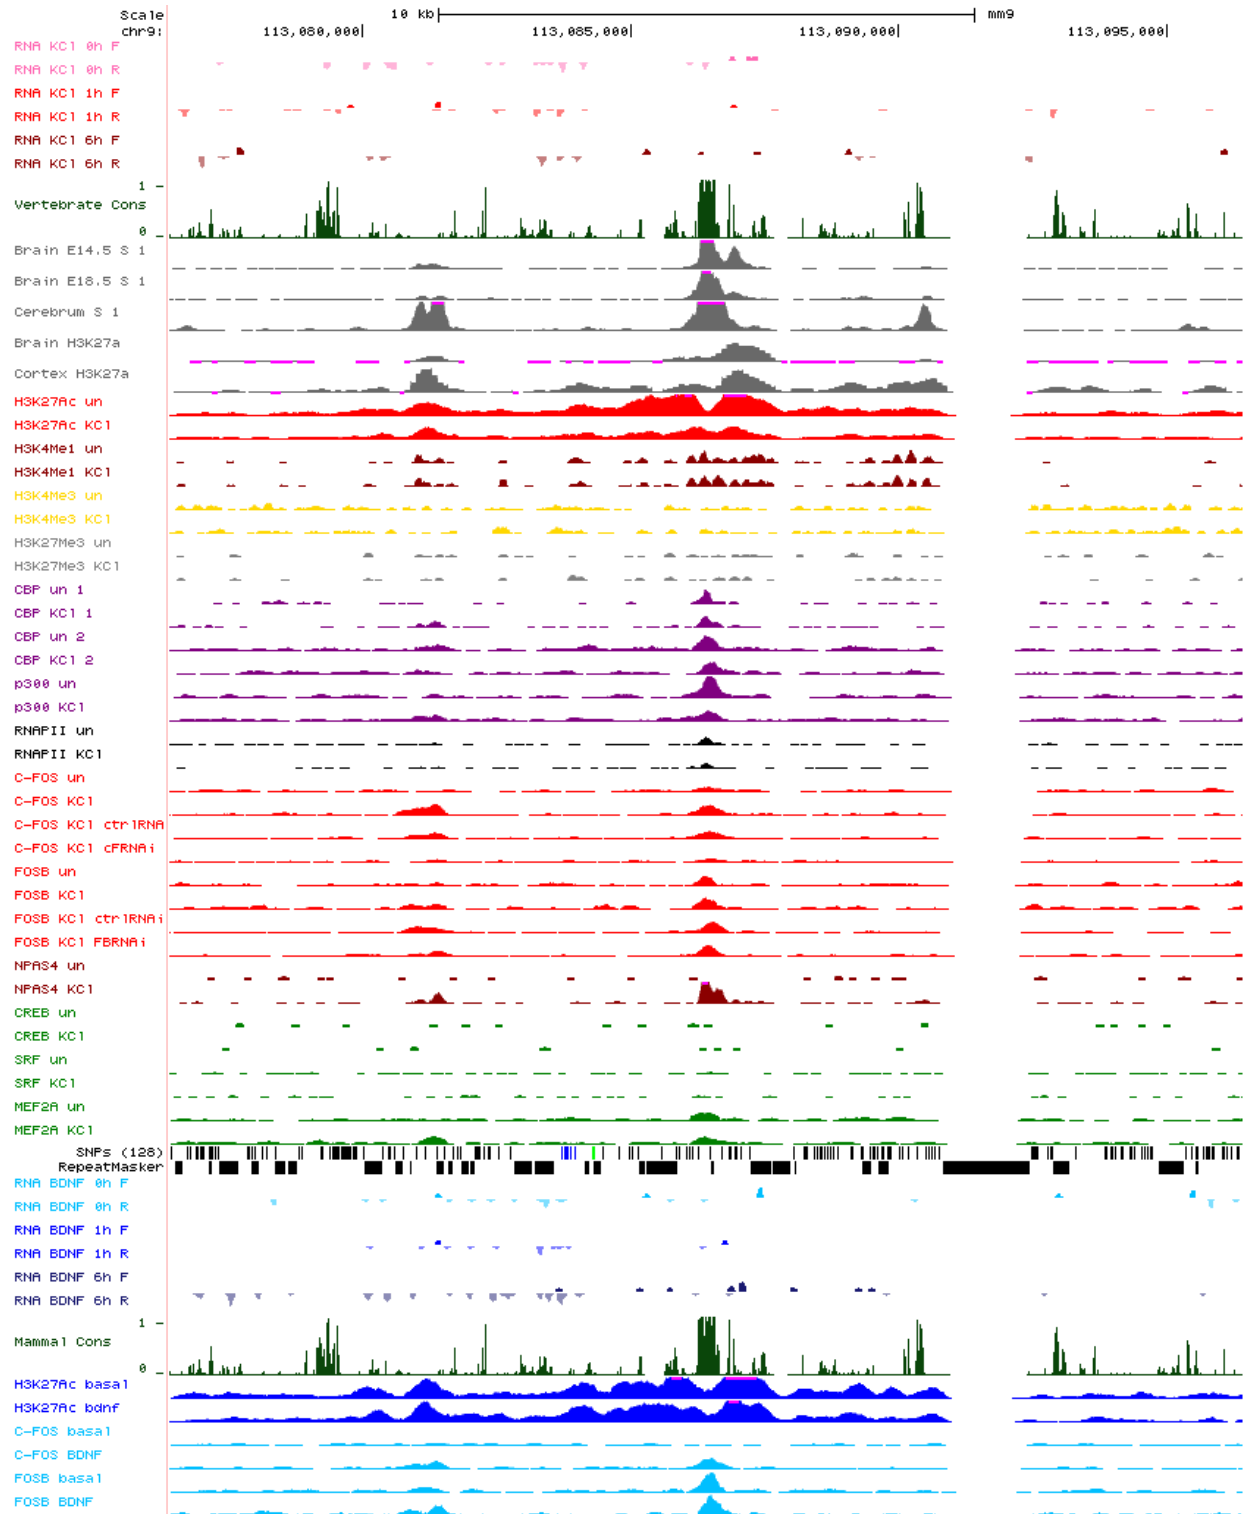 Scale 10 kb mm9
chr9: 113,080,000 113,085,000 113,090,000 113,095,000
RNA KCl 0h F
RNA KCl 0h R
RNA KCl 1h F
RNA KCl 1h R
RNA KCl 6h F
RNA KCl 6h R
1
Vertebrate Cons
0
Brain E14.5 S 1
Brain E18.5 S 1
Cerebrum S 1
Brain H3K27a
Cortex H3K27a
H3K27Ac un
H3K27Ac KCl
H3K4Me1 un
H3K4Me1 KCl
H3K4Me3 un
H3K4Me3 KCl
H3K27Me3 un
H3K27Me3 KCl
CBP un 1
CBP KCl 1
CBP un 2
CBP KCl 2
p300 un
p300 KCl
RNAPII un
RNAPII KCl
C-FOS un
C-FOS KCl
C-FOS KCl ctrlRNA
C-FOS KCl cFRNAi
FOSB un
FOSB KCl
FOSB KCl ctrlRNAi
FOSB KCl FBRNAi
NPAS4 un
NPAS4 KCl
CREB un
CREB KCl
SRF un
SRF KCl
MEF2A un
MEF2A KCl
SNPs (128)
RepeatMasker
RNA BDNF 0h F
RNA BDNF 0h R
RNA BDNF 1h F
RNA BDNF 1h R
RNA BDNF 6h F
RNA BDNF 6h R
1
Mammal Cons
0
H3K27Ac basal
H3K27Ac bdnf
C-FOS basal
C-FOS BDNF
FOSB basal
FOSB BDNF